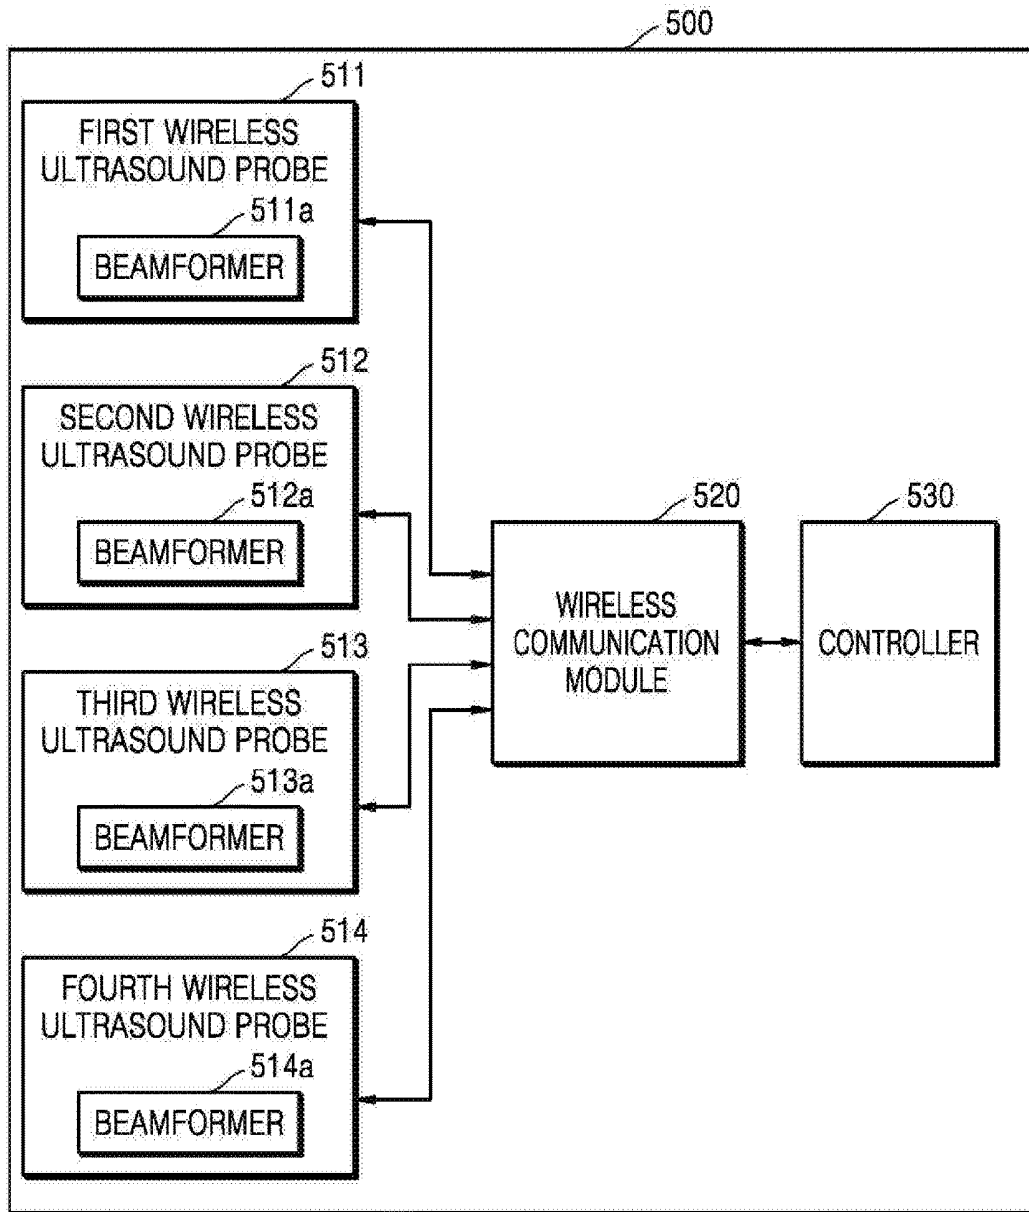 500
511
FIRST WIRELESS
ULTRASOUND PROBE
511a
BEAMFORMER
512
SECOND WIRELESS
ULTRASOUND PROBE
512a
BEAMFORMER
513
THIRD WIRELESS
ULTRASOUND PROBE
513a
BEAMFORMER
514
FOURTH WIRELESS
ULTRASOUND PROBE
514a
BEAMFORMER
520
WIRELESS
COMMUNICATION
MODULE
530
CONTROLLER